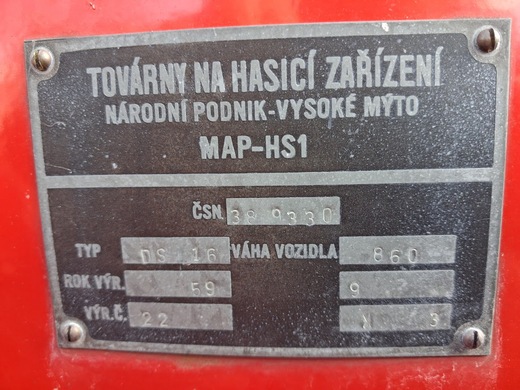 TOVÁRNY NA HASICÍ ZAŘÍZENÍ
NÁRODNÍ PODNIK-VYSOKÉ MÝTO
MAP-HS1
ČSN. 38 9330
TYP DS 16 VÁHA VOZIDLA 860
ROK VÝR. 59 9
VÝR.Č. 22 3